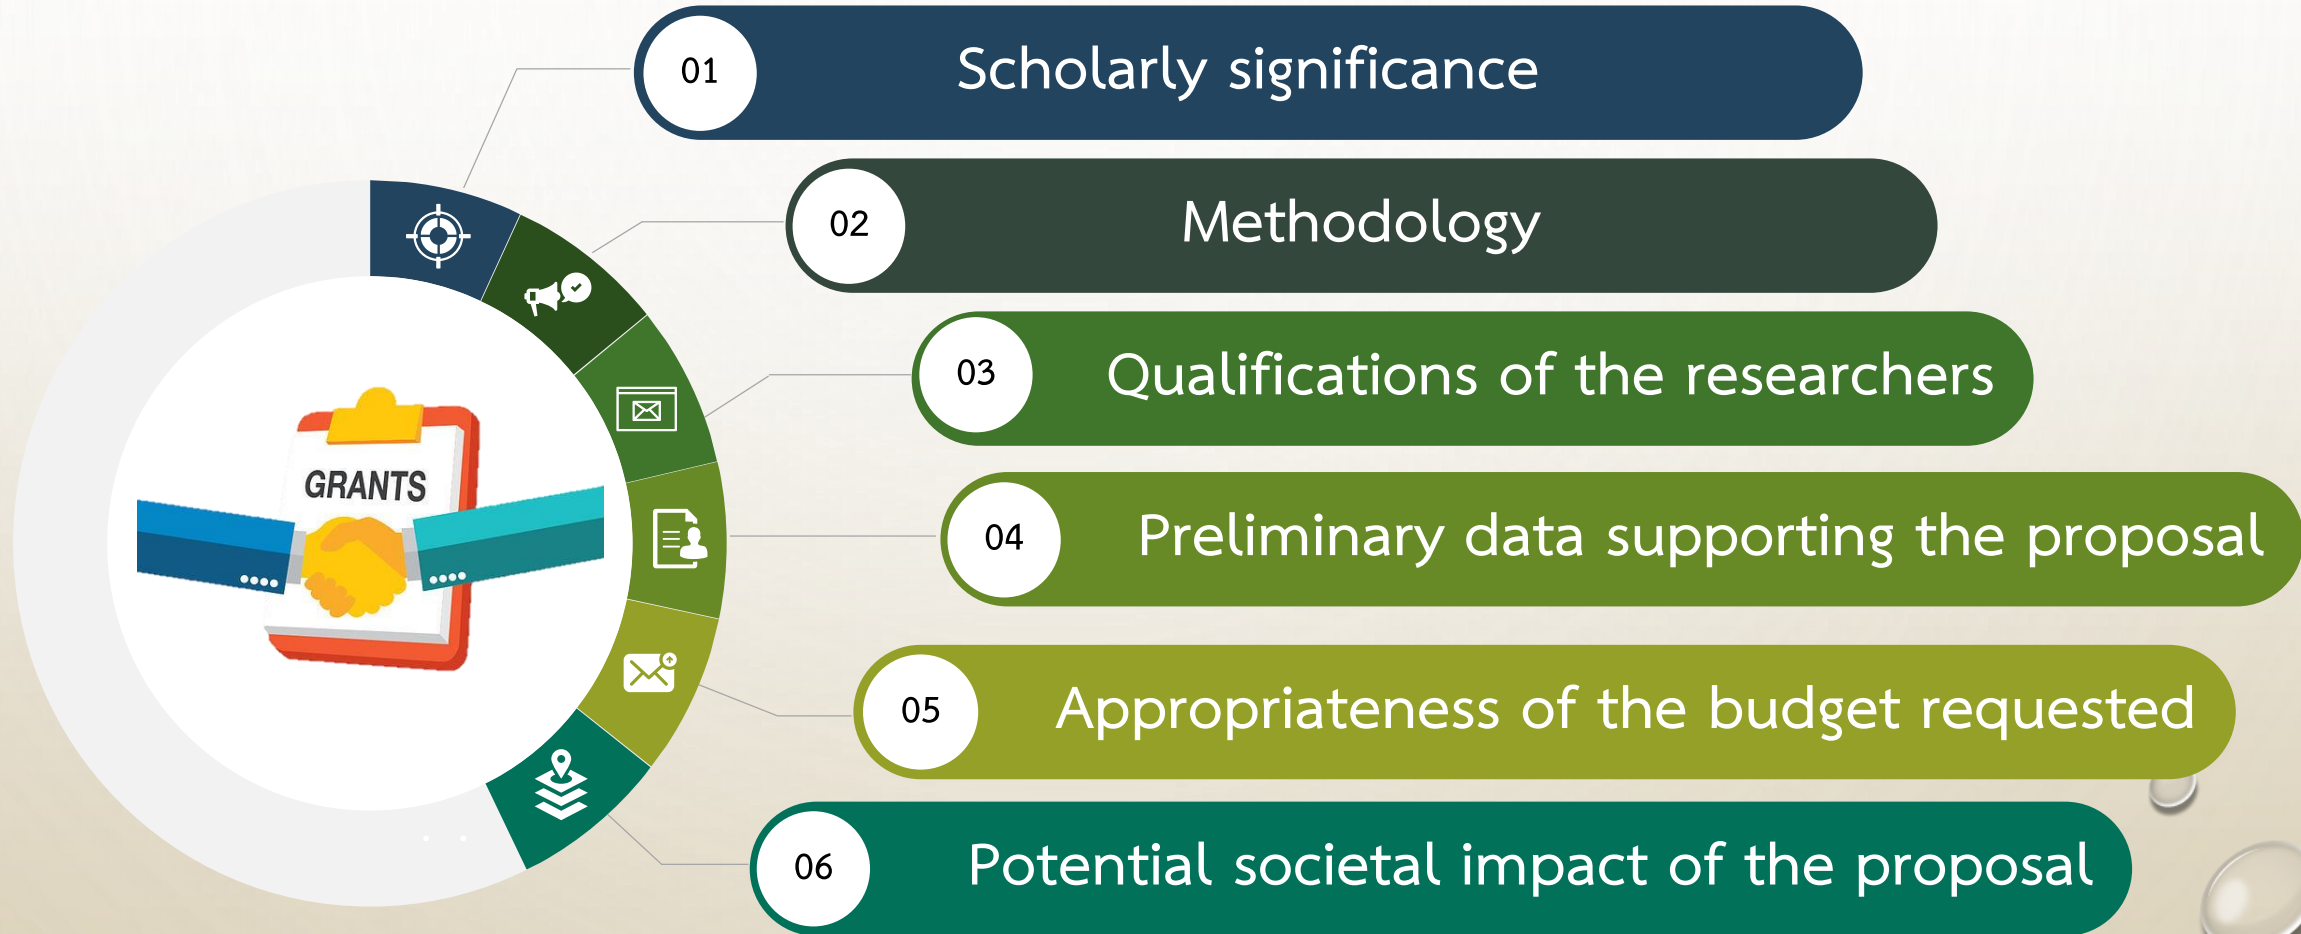 01
Scholarly significance
02
Methodology
03
Qualifications of the researchers
GRANTS
04
Preliminary data supporting the proposal
05
Appropriateness of the budget requested
06
Potential societal impact of the proposal